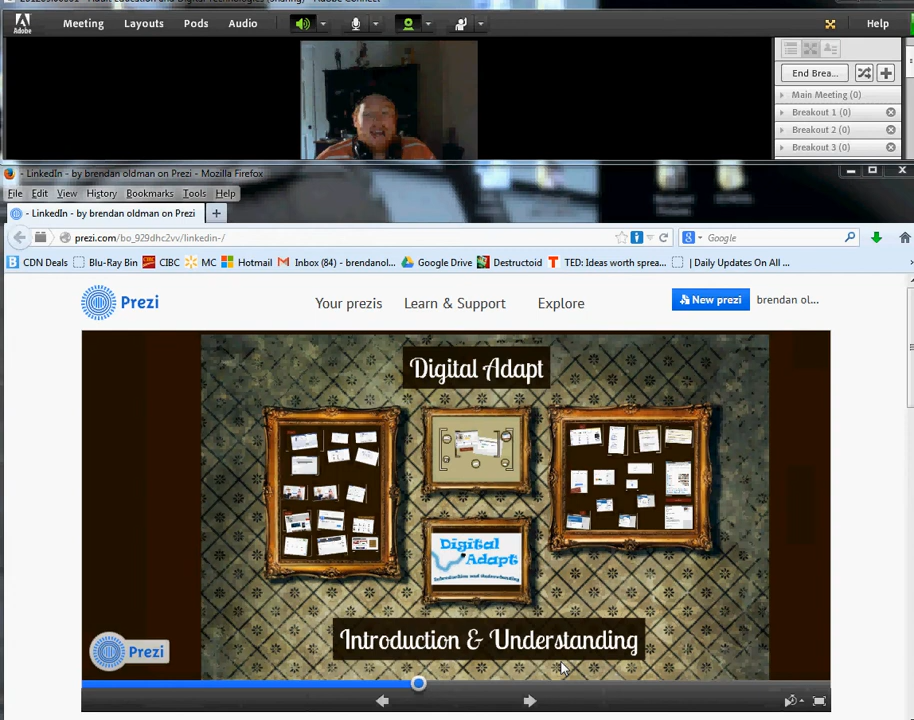 Adobe
Meeting Layouts Pods Audio Help
End Brea...
Main Meeting (0)
Breakout 1 (0)
Breakout 2 (0)
Breakout 3 (0)
- LinkedIn - by brendan oldman on Prezi - Mozilla Firefox
File Edit View History Bookmarks Tools Help
- LinkedIn - by brendan oldman on Prezi
prezi.com/bo_929dhc2vv/linkedin-/
Google
CDN Deals Blu-Ray Bin CIBC MC Hotmail Inbox (84) - brendanol... Google Drive Destructoid TED: Ideas worth sprea... | Daily Updates On All ...
Prezi Your prezis Learn & Support Explore New prezi brendan ol...
Digital Adapt
Digital
Adapt
Introduction and Understanding
Introduction & Understanding
Prezi